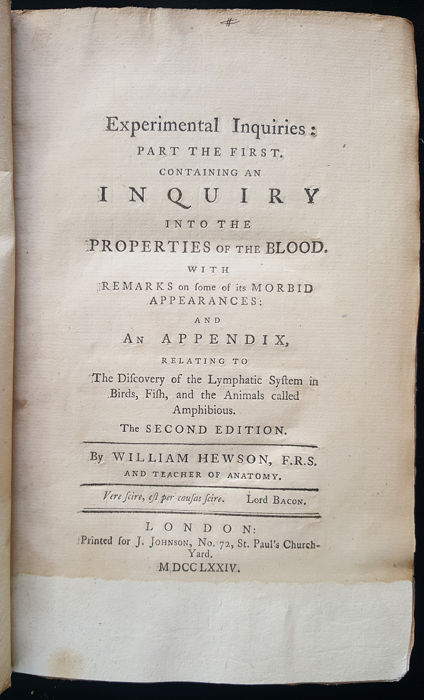 #
Experimental Inquiries:
PART THE FIRST.
CONTAINING AN
INQUIRY
INTO THE
PROPERTIES OF THE BLOOD.
WITH
REMARKS on ſome of its MORBID
APPEARANCES:
AND
AN APPENDIX,
RELATING TO
The Diſcovery of the Lymphatic Syſtem in
Birds, Fiſh, and the Animals called
Amphibious.
The SECOND EDITION.
By WILLIAM HEWSON, F.R.S.
AND TEACHER OF ANATOMY.
Vere ſcire, eſt per cauſas ſcire. Lord BACON.
LONDON:
Printed for J. JOHNSON, No. 72, St. Paul's Church-
Yard.
MDCCLXXIV.